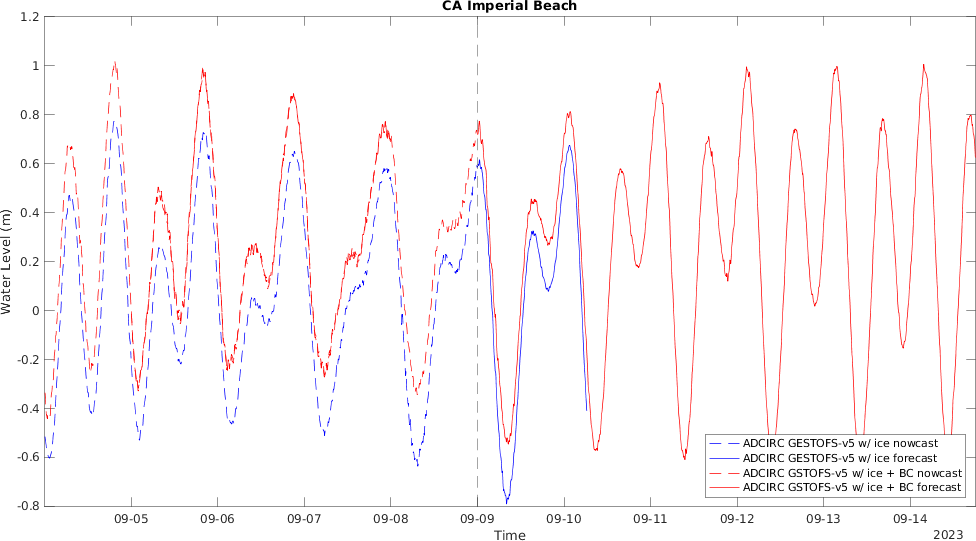 CA Imperial Beach
1.2
1
0.8
0.6
0.4
0.2
0
-0.2
-0.4
-0.6
-0.8
Water Level (m)
ADCIRC GESTOFS-v5 w/ ice nowcast
ADCIRC GESTOFS-v5 w/ ice forecast
ADCIRC GSTOFS-v5 w/ ice + BC nowcast
ADCIRC GSTOFS-v5 w/ ice + BC forecast
09-05 09-06 09-07 09-08 09-09 09-10 09-11 09-12 09-13 09-14
Time
2023